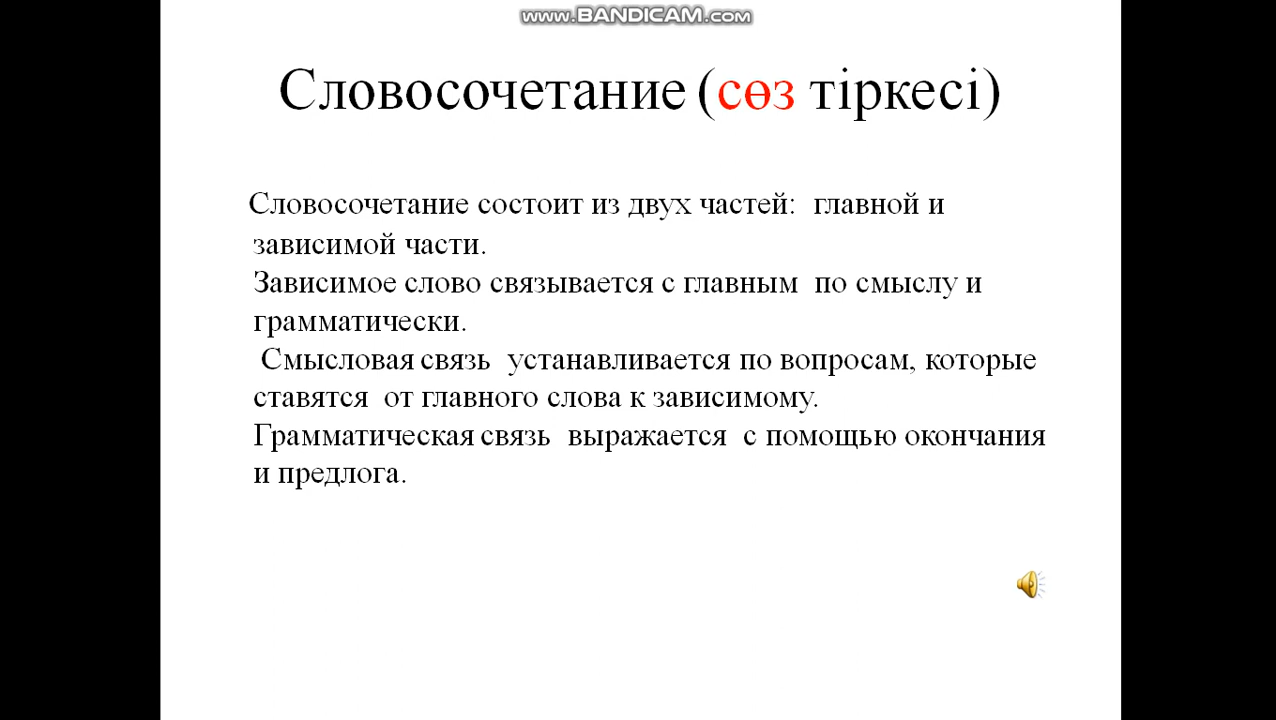 www.BANDICAM.com
Словосочетание (сөз тіркесі)
Словосочетание состоит из двух частей: главной и
зависимой части.
Зависимое слово связывается с главным по смыслу и
грамматически.
Смысловая связь устанавливается по вопросам, которые
ставятся от главного слова к зависимому.
Грамматическая связь выражается с помощью окончания
и предлога.